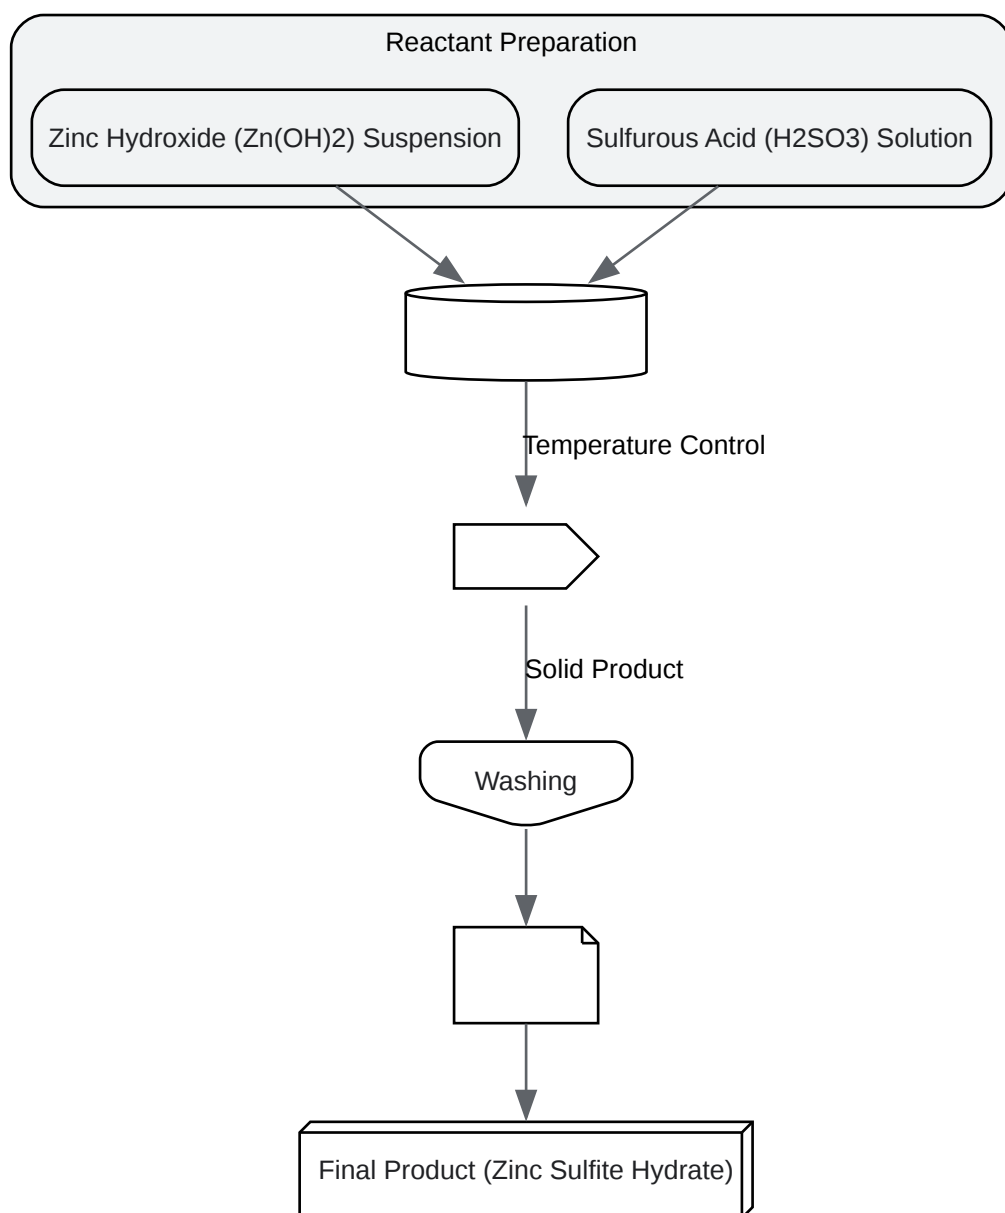 Reactant Preparation
Zinc Hydroxide (Zn(OH)2) Suspension
Sulfurous Acid (H2SO3) Solution
Temperature Control
Solid Product
Washing
Final Product (Zinc Sulfite Hydrate)